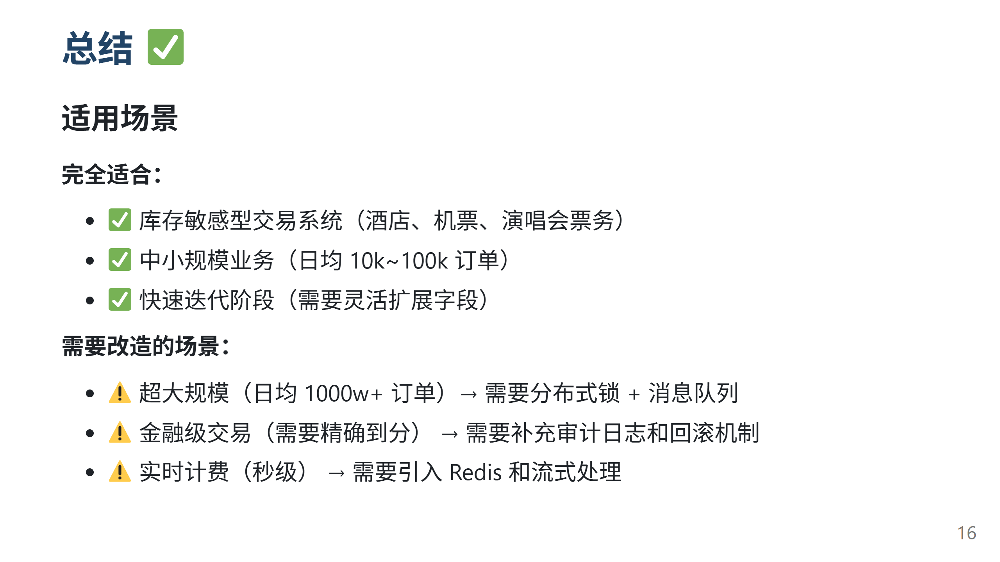 总结 ✅
适用场景
完全适合：
• ✅ 库存敏感型交易系统（酒店、机票、演唱会票务）
• ✅ 中小规模业务（日均 10k~100k 订单）
• ✅ 快速迭代阶段（需要灵活扩展字段）
需要改造的场景：
• ⚠️ 超大规模（日均 1000w+ 订单）→ 需要分布式锁 + 消息队列
• ⚠️ 金融级交易（需要精确到分） → 需要补充审计日志和回滚机制
• ⚠️ 实时计费（秒级） → 需要引入 Redis 和流式处理
16